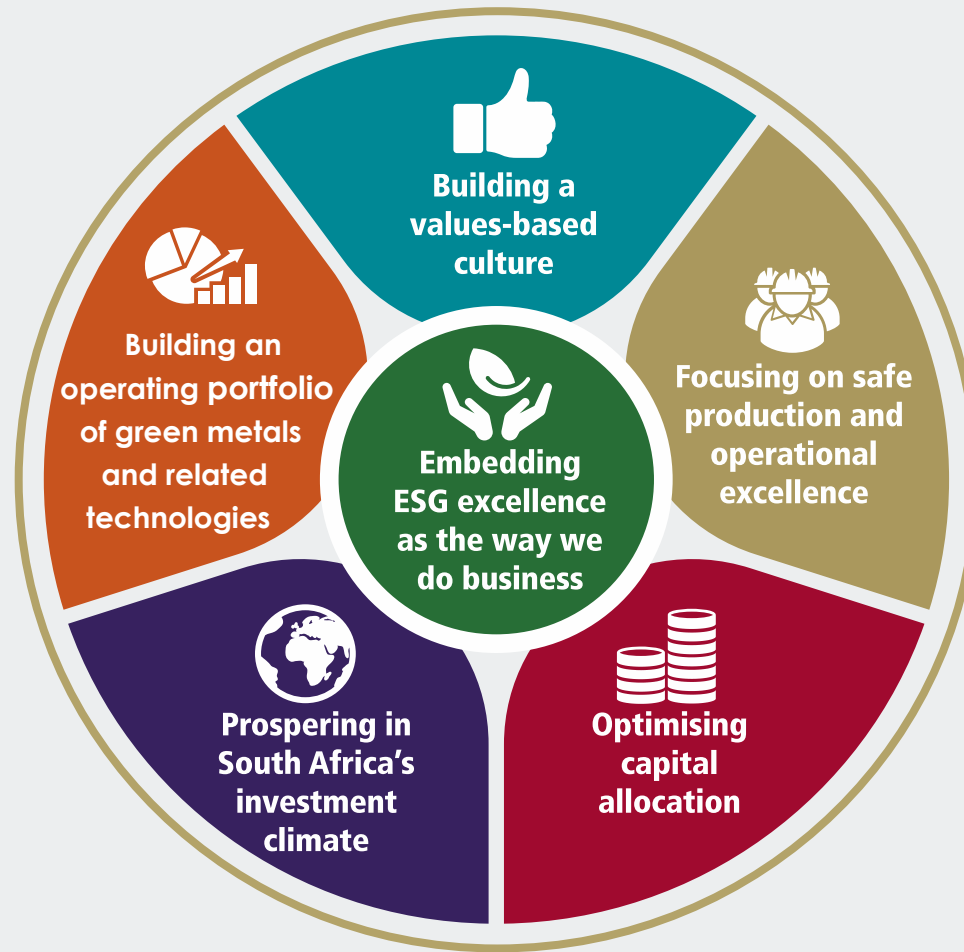 Building a
values-based
culture
Focusing on safe
production and
operational
excellence
Optimising
capital
allocation
Prospering in
South Africa’s
investment
climate
Building an
operating portfolio
of green metals
and related
technologies
Embedding
ESG excellence
as the way we
do business